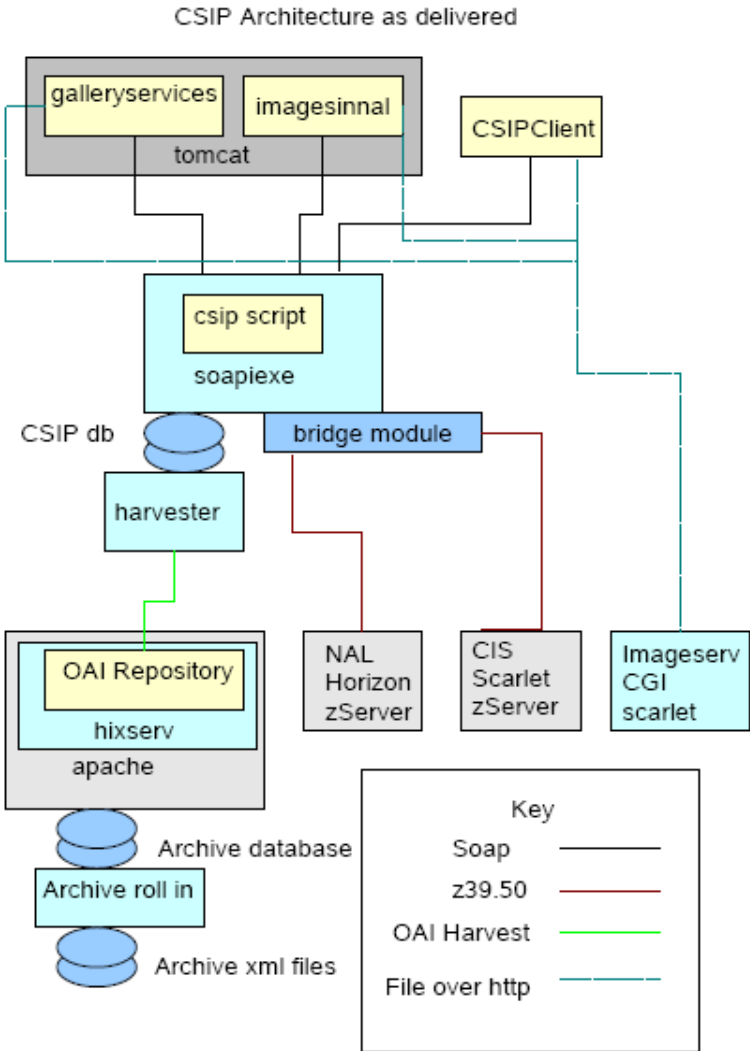 CSIP Architecture as delivered
galleryservices
imagesinnal
tomcat
CSIPClient
csip script
soapiexe
CSIP db
bridge module
harvester
OAI Repository
hixserv
apache
NAL
Horizon
zServer
CIS
Scarlet
zServer
Imageserv
CGI
scarlet
Archive database
Archive roll in
Archive xml files
Key
Soap
z39.50
OAI Harvest
File over http